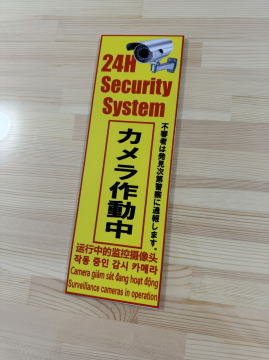 24H
Security
System
カメラ作動中
不審者は発見次第警察に通報します。
运行中的监控摄像头
작동 중인 감시 카메라
Camera giám sát đang hoạt động
Surveillance cameras in operation